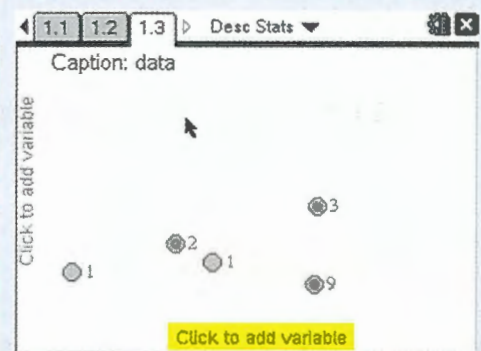 1.1 1.2 1.3 Desc Stats
Caption: data
Click to add variable
3
2
1
1
9
Click to add variable